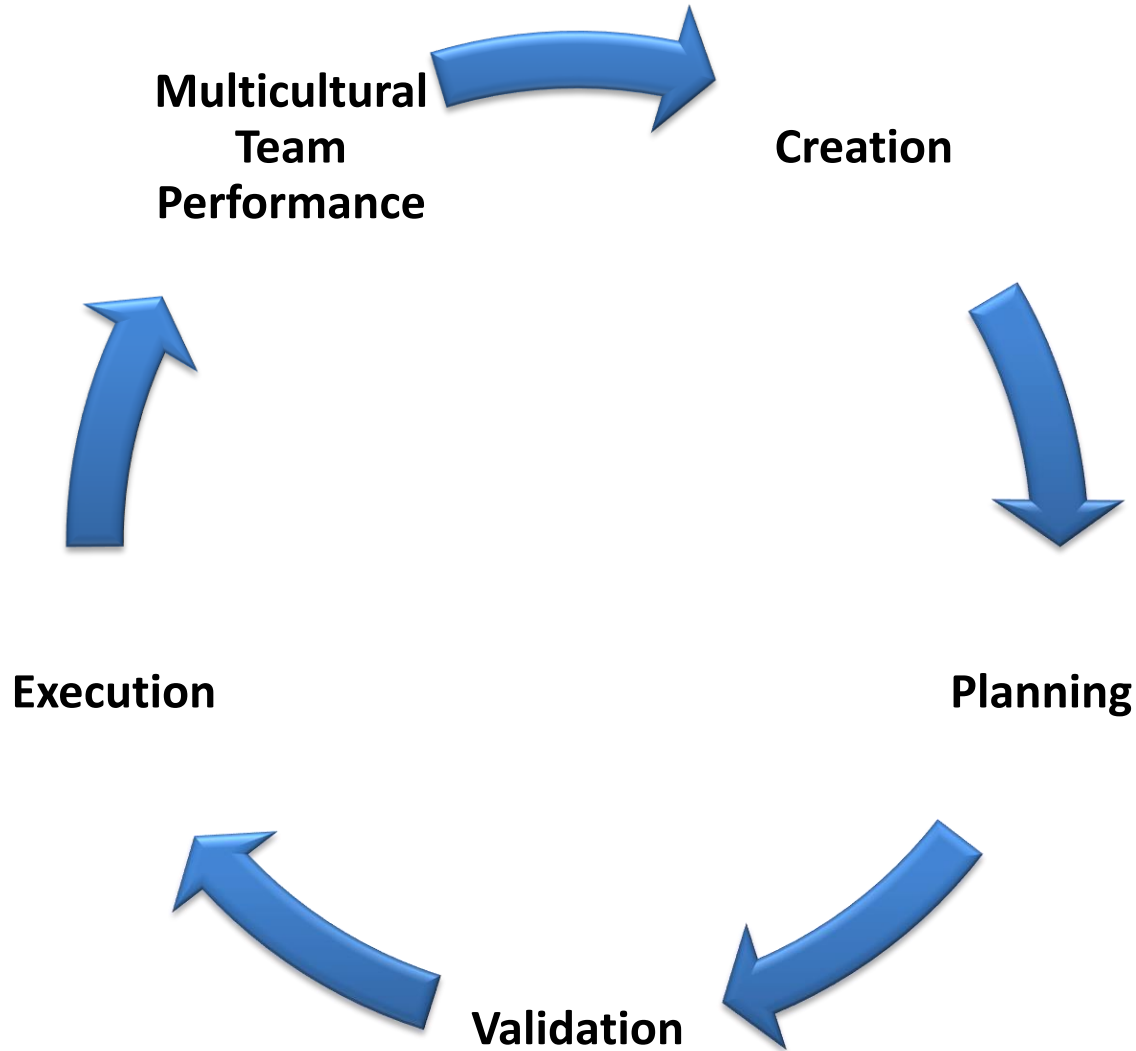 Multicultural
Team
Performance
Creation
Planning
Validation
Execution